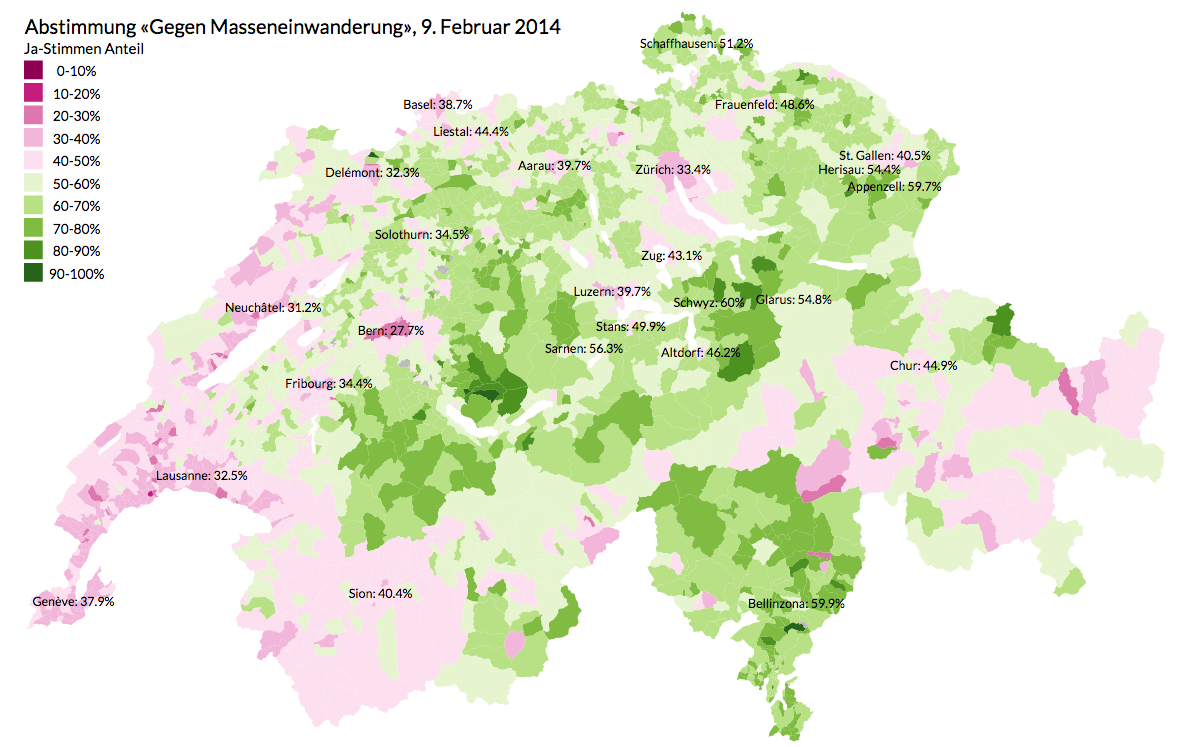 Abstimmung «Gegen Masseneinwanderung», 9. Februar 2014
Ja-Stimmen Anteil
0-10%
10-20%
20-30%
30-40%
40-50%
50-60%
60-70%
70-80%
80-90%
90-100%
Schaffhausen: 51.2%
Basel: 38.7%
Frauenfeld: 48.6%
Liestal: 44.4%
St. Gallen: 40.5%
Aarau: 39.7%
Zürich: 33.4%
Herisau: 54.4%
Delémont: 32.3%
Appenzell: 59.7%
Solothurn: 34.5%
Zug: 43.1%
Luzern: 39.7%
Schwyz: 60%
Glarus: 54.8%
Neuchâtel: 31.2%
Bern: 27.7%
Stans: 49.9%
Sarnen: 56.3%
Altdorf: 46.2%
Chur: 44.9%
Fribourg: 34.4%
Lausanne: 32.5%
Sion: 40.4%
Genève: 37.9%
Bellinzona: 59.9%